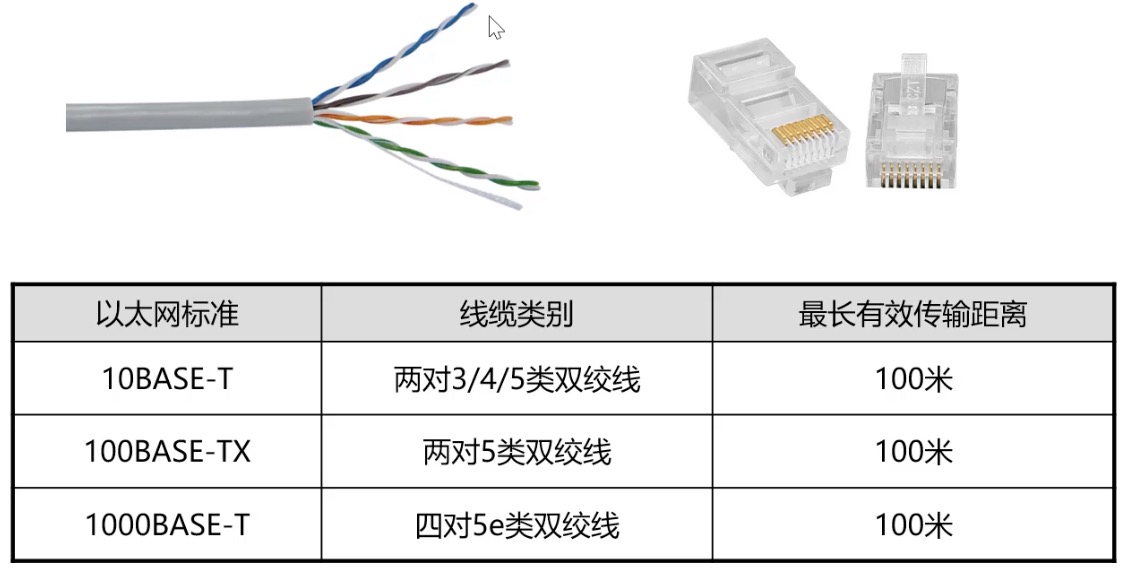 以太网标准 线缆类别 最长有效传输距离
10BASE-T 两对3/4/5类双绞线 100米
100BASE-TX 两对5类双绞线 100米
1000BASE-T 四对5e类双绞线 100米